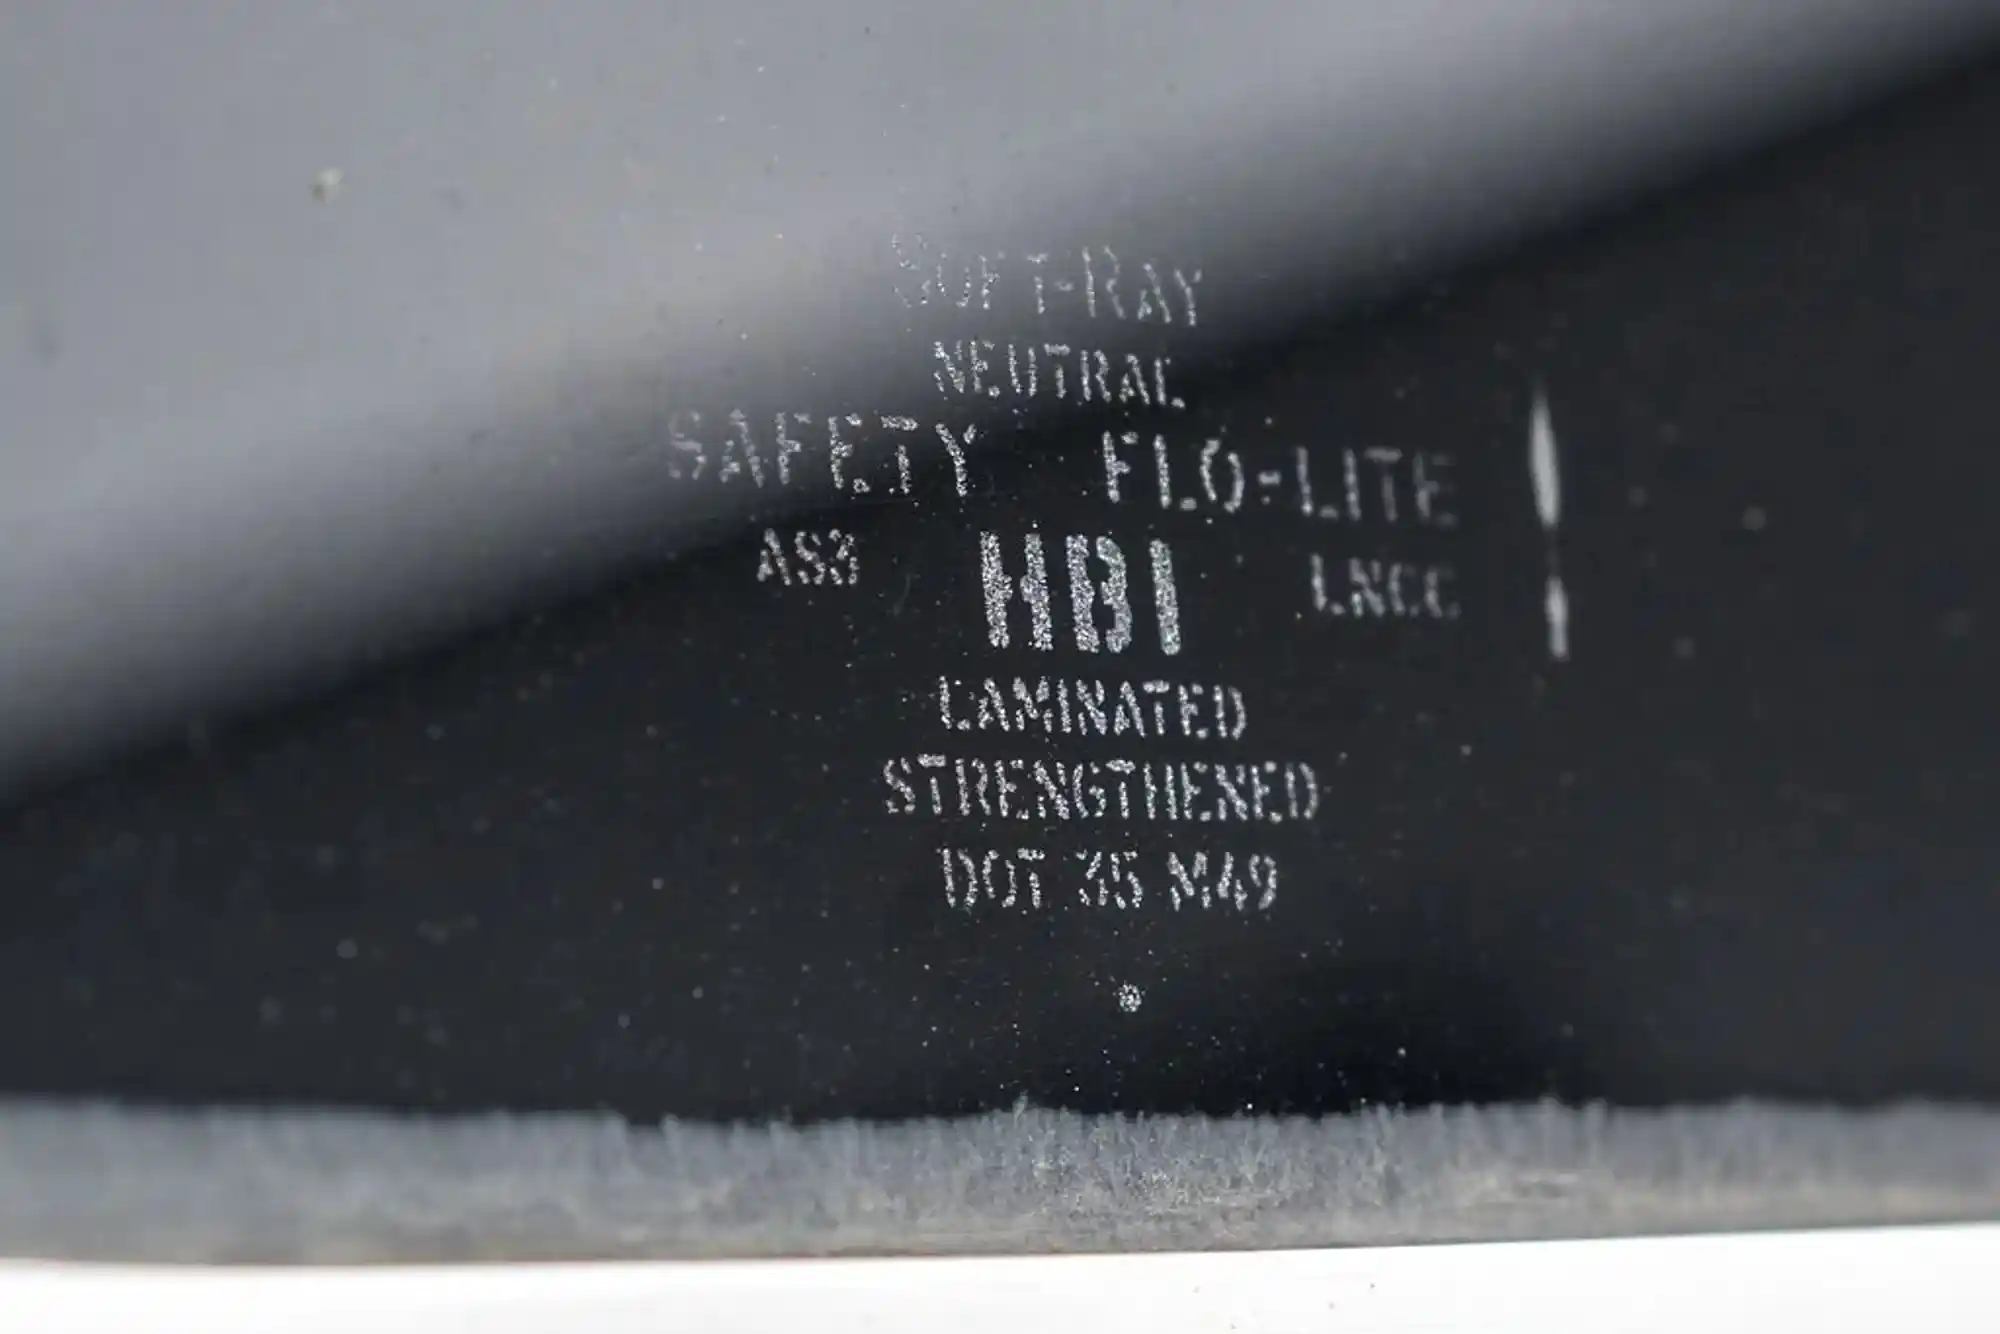 SOFT-RAY
NEUTRAL
SAFETY FLO-LITE
AS3 HBI LNCC
LAMINATED
STRENGTHENED
DOT 35 M49